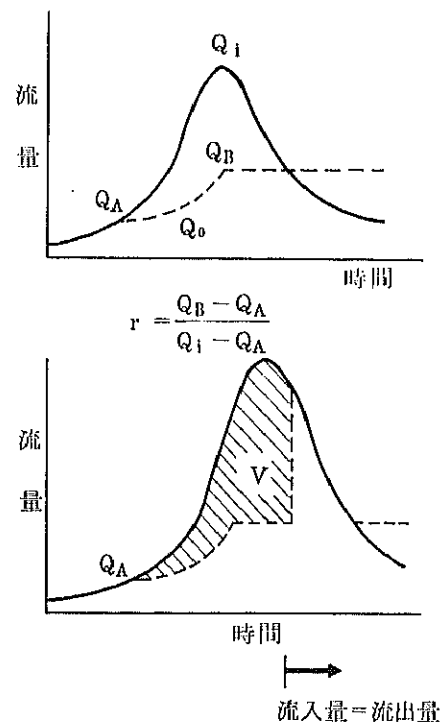 Q i
流
量
Q B
Q A
Q o
時間
r = (Q B − Q A) / (Q i − Q A)
流
量
V
Q A
時間
流入量=流出量